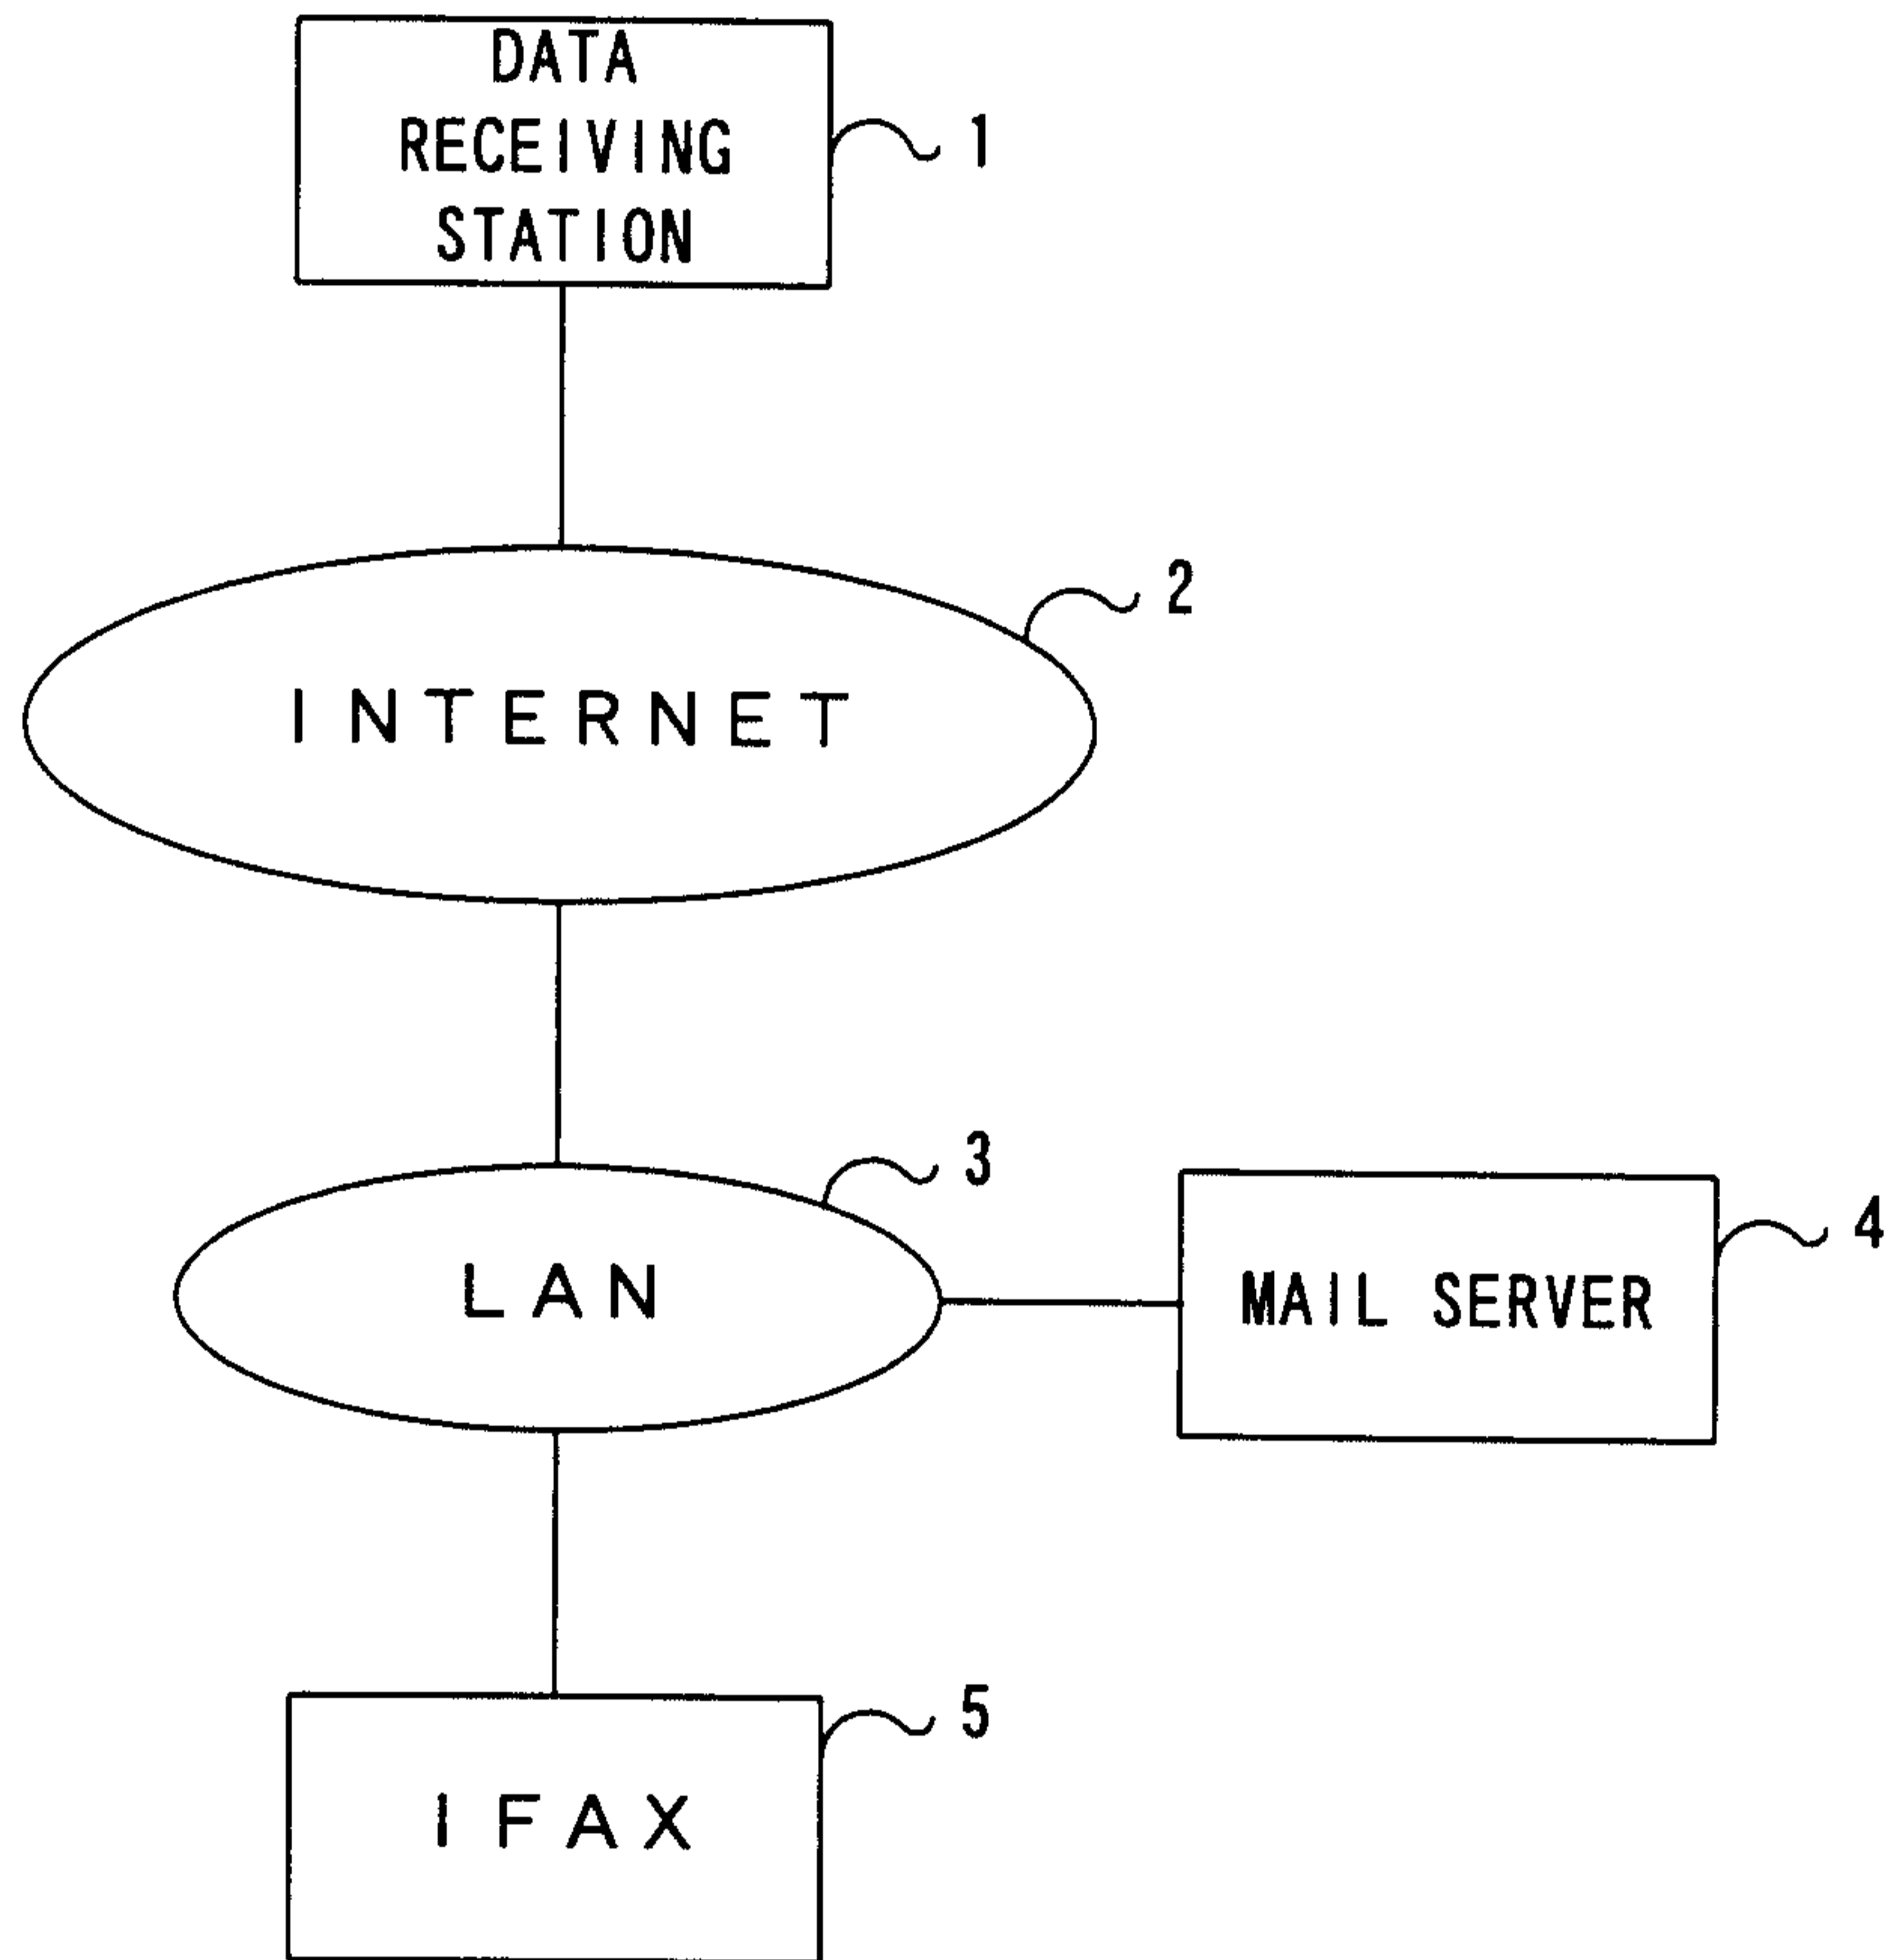 DATA
RECEIVING
STATION
1
INTERNET
2
LAN
3
MAIL SERVER
4
IFAX
5